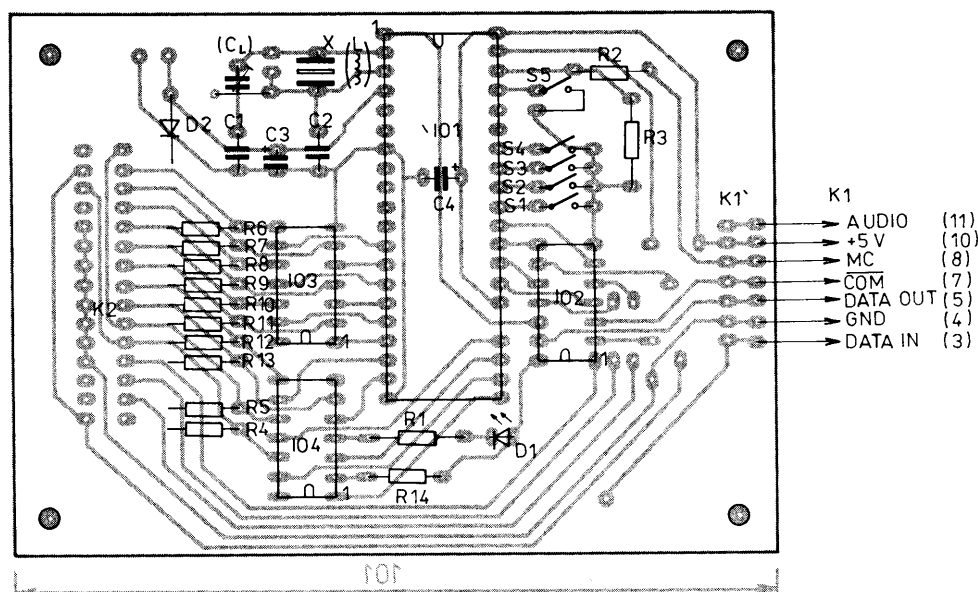 1
(CL) X (L)
S5 R2
D2 C1 C3 C2 IO1
R3
S4
S3
S2
S1
C4
K1` K1
AUDIO (11)
+5 V (10)
MC (8)
COM (7)
DATA OUT (5)
GND (4)
DATA IN (3)
R6
R7
R8
R9
R10
R11
R12
R13
IO3
1
K2
IO2
1
R5
R4
IO4
1
R1
D1
R14
101